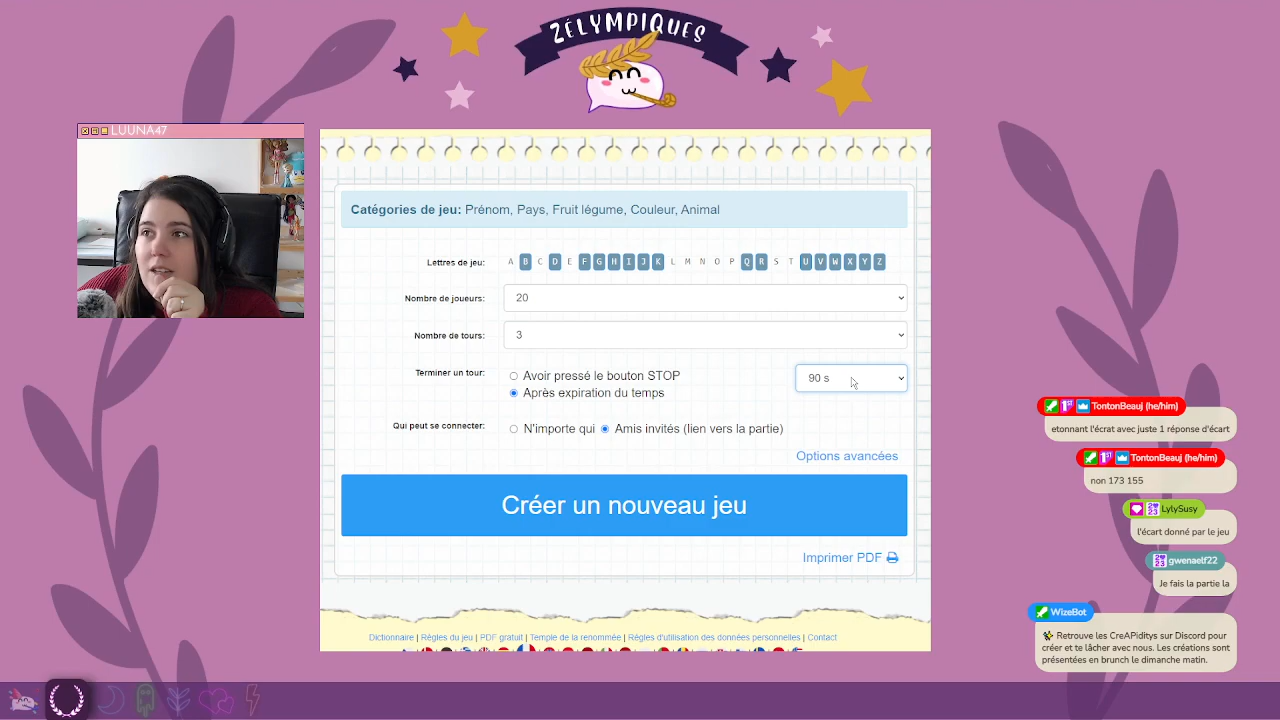 ZÉLYMPIQUES
LUUNA47
Catégories de jeu: Prénom, Pays, Fruit légume, Couleur, Animal
Lettres de jeu: A B C D E F G H I J K L M N O P Q R S T U V W X Y Z
Nombre de joueurs: 20
Nombre de tours: 3
Terminer un tour: Avoir pressé le bouton STOP 90 s
Après expiration du temps
Qui peut se connecter: N'importe qui Amis invités (lien vers la partie)
Options avancées
Créer un nouveau jeu
Imprimer PDF
Dictionnaire | Règles du jeu | PDF gratuit | Temple de la renommée | Règles d'utilisation des données personnelles | Contact
TontonBeauj (he/him)
etonnant l'écrat avec juste 1 réponse d'écart
TontonBeauj (he/him)
non 173 155
LylySusy
l'écart donné par le jeu
gwenaelf22
Je fais la partie la
WizeBot
Retrouve les CreAPiditys sur Discord pour
créer et te lâcher avec nous. Les créations sont
présentées en brunch le dimanche matin.